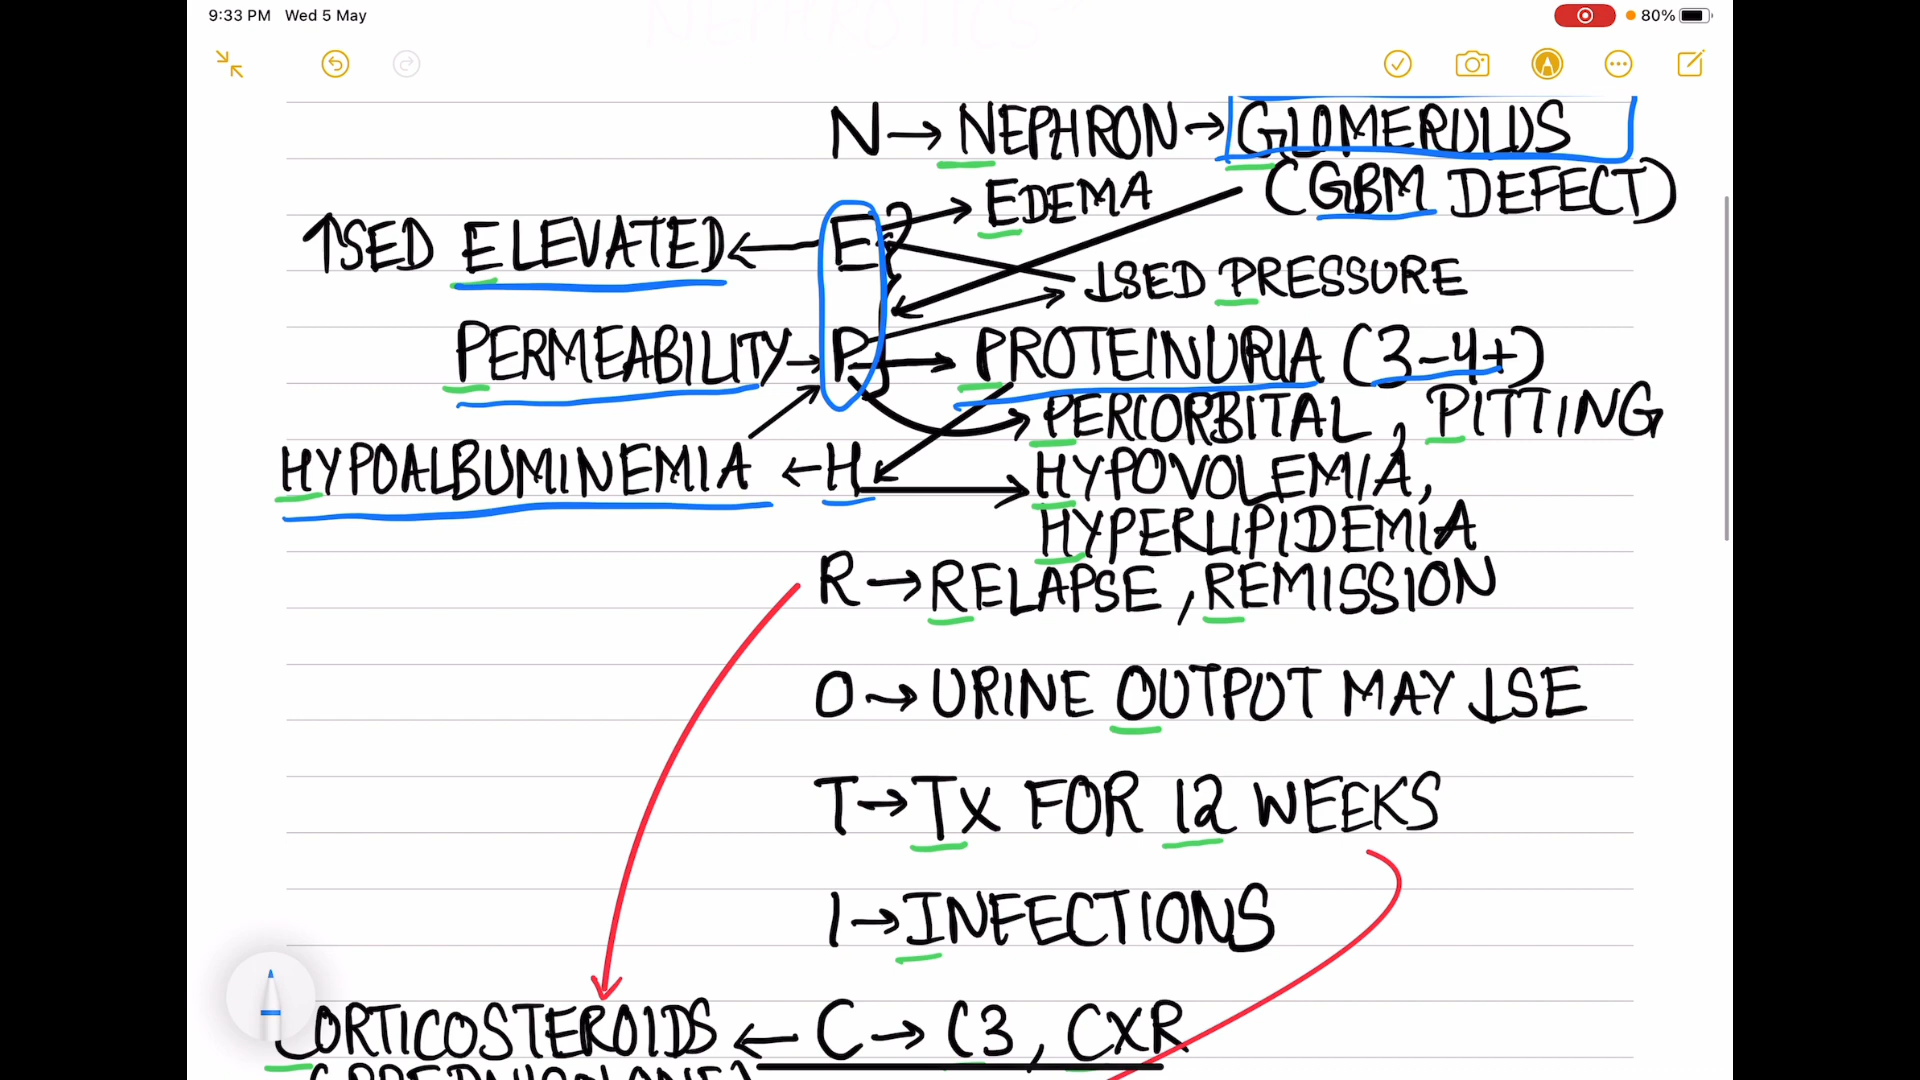 9:33 PM Wed 5 May
80%
NEPHROTICS
N→NEPHRON→GLOMERULUS
(GBM DEFECT)
↑SED ELEVATED←E→EDEMA
↓SED PRESSURE
PERMEABILITY→P→PROTEINURIA (3-4+)
PERIORBITAL, PITTING
HYPOALBUMINEMIA ←H→HYPOVOLEMIA,
HYPERLIPIDEMIA
R→RELAPSE, REMISSION
O→URINE OUTPUT MAY ↓SE
T→Tx FOR 12 WEEKS
I→INFECTIONS
CORTICOSTEROIDS ← C→ C3, CXR